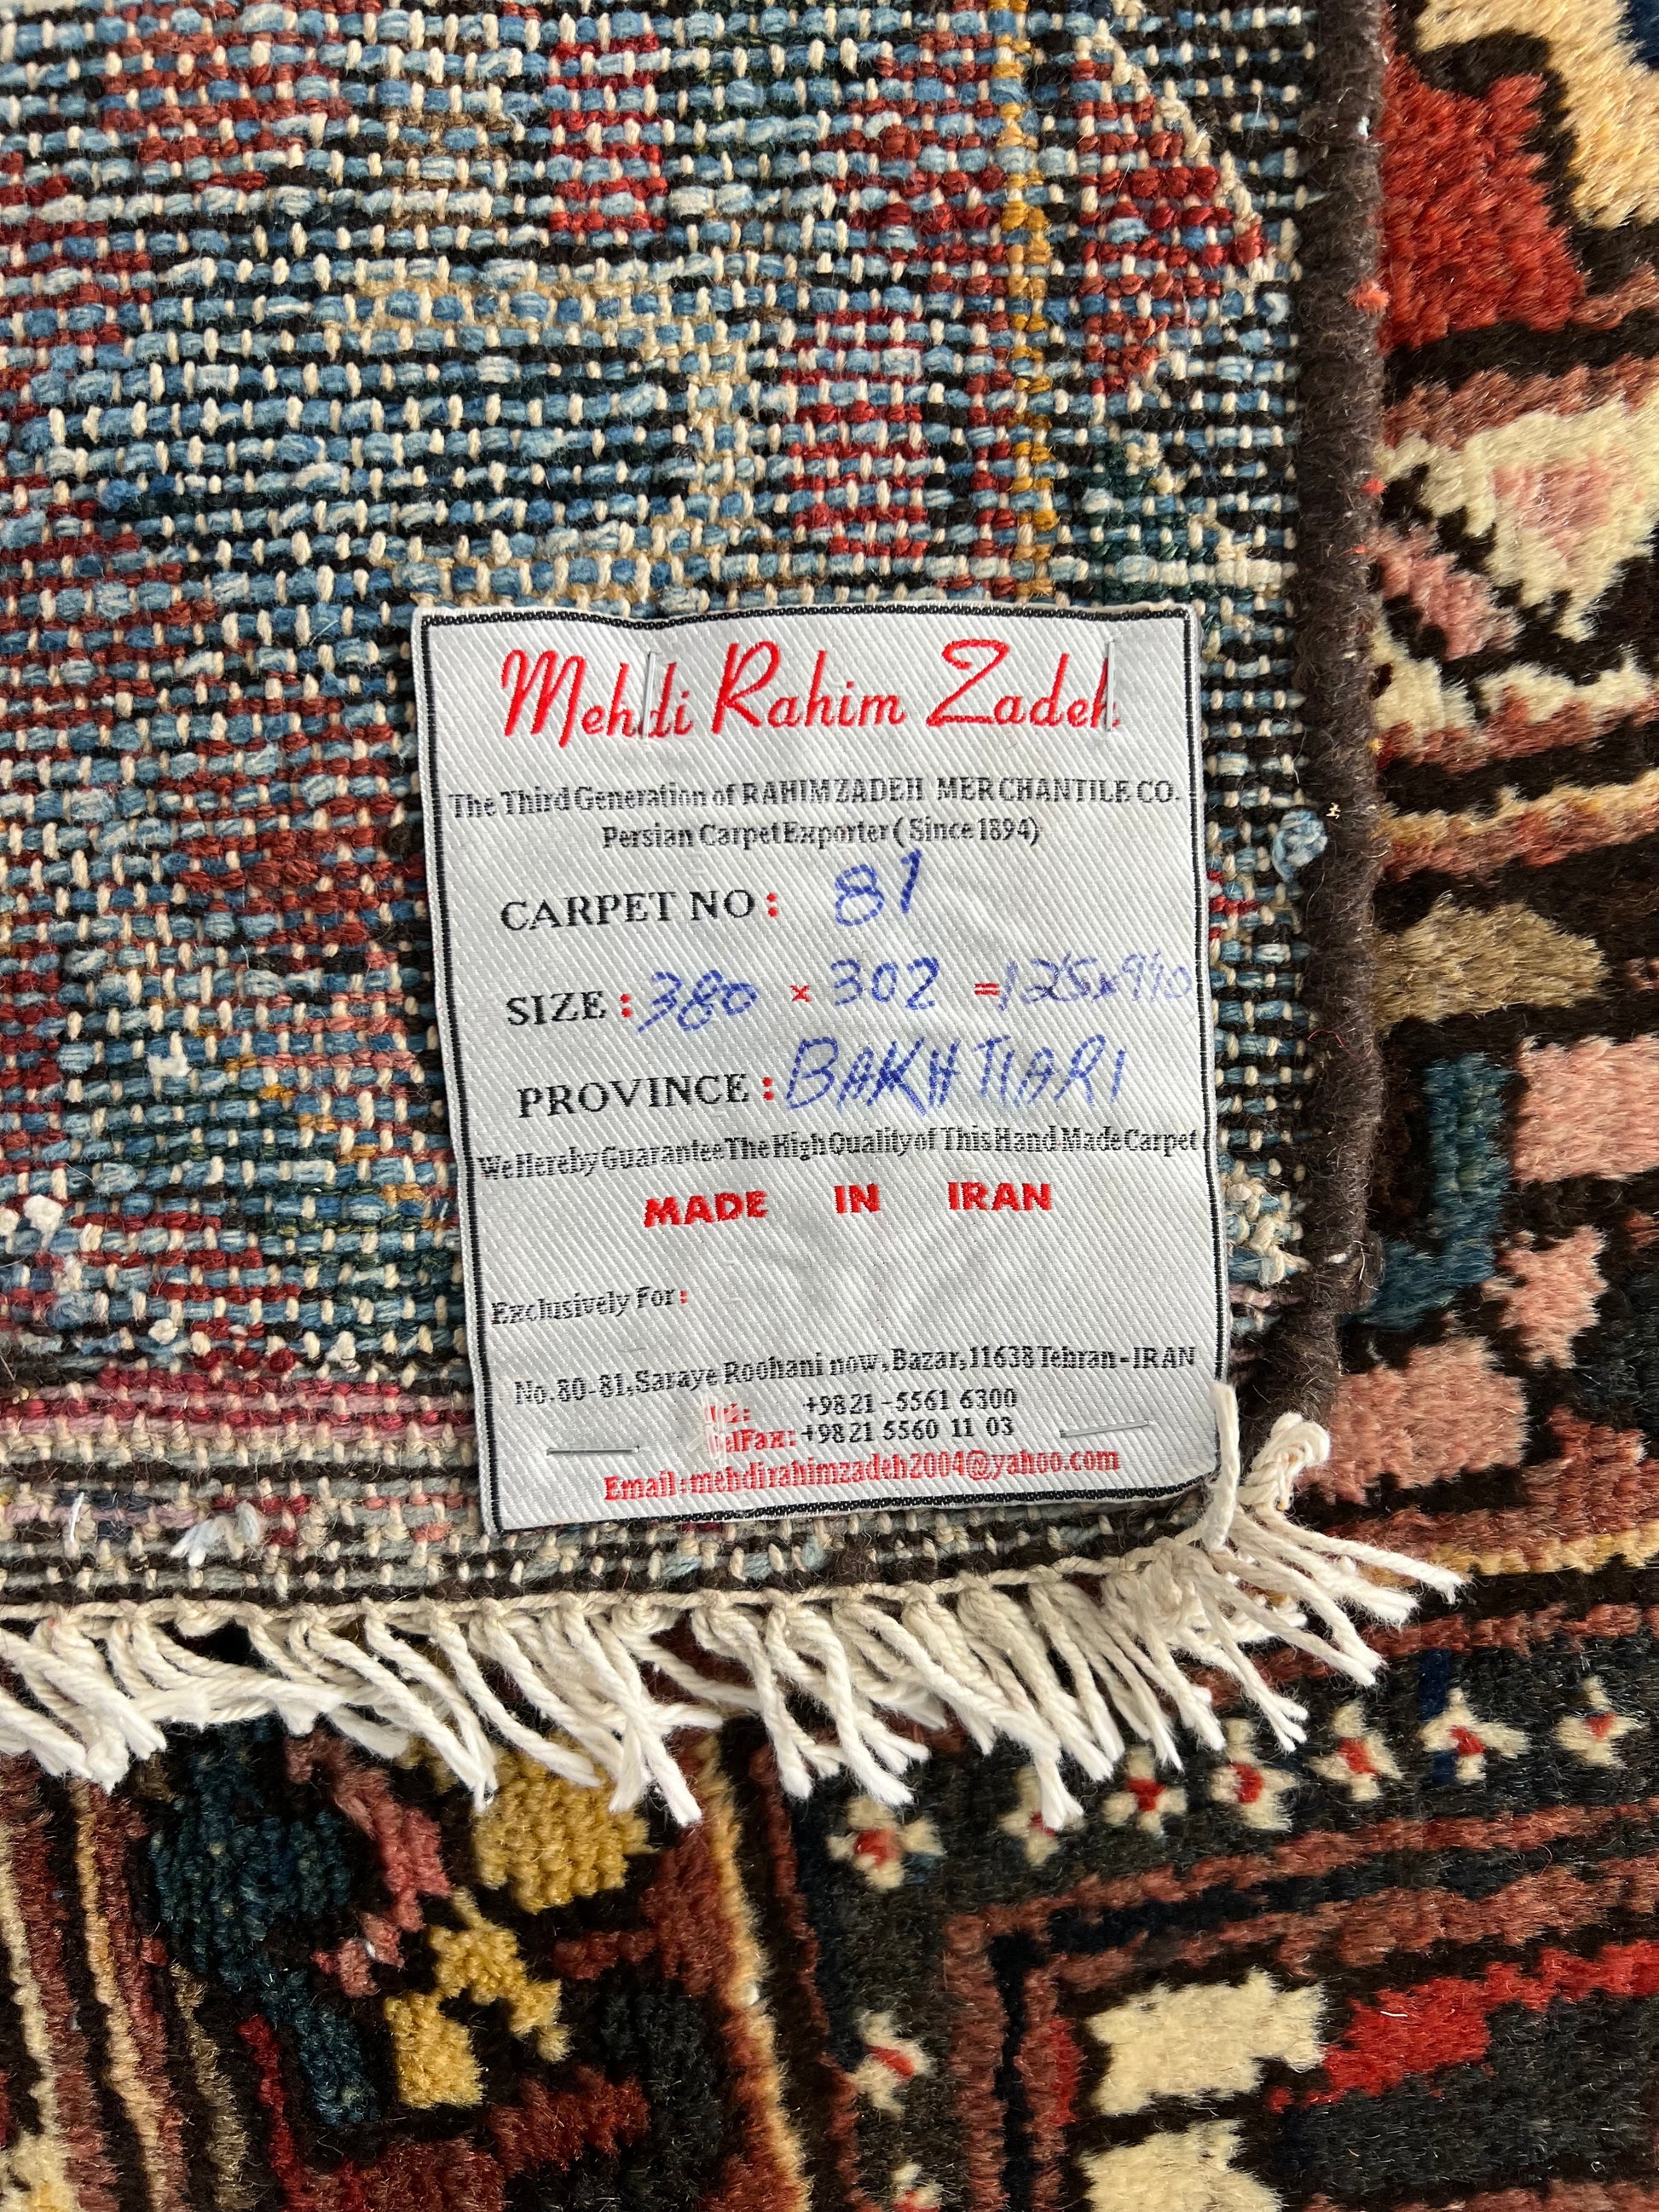 Mehdi Rahim Zadeh
The Third Generation of RAHIMZADEH MERCHANTILE CO.
Persian Carpet Exporter ( Since 1894)
CARPET NO : 81
SIZE : 380 × 302 =
PROVINCE : BAKHTIARI
We Hereby Guarantee The High Quality of This Hand Made Carpet
MADE IN IRAN
Exclusively For:
No.80-81,Saraye Roohani now,Bazar,11638 Tehran-IRAN
+9821-5561 6300
+9821 5560 11 03
Email:mehdirahimzadeh2004@yahoo.com